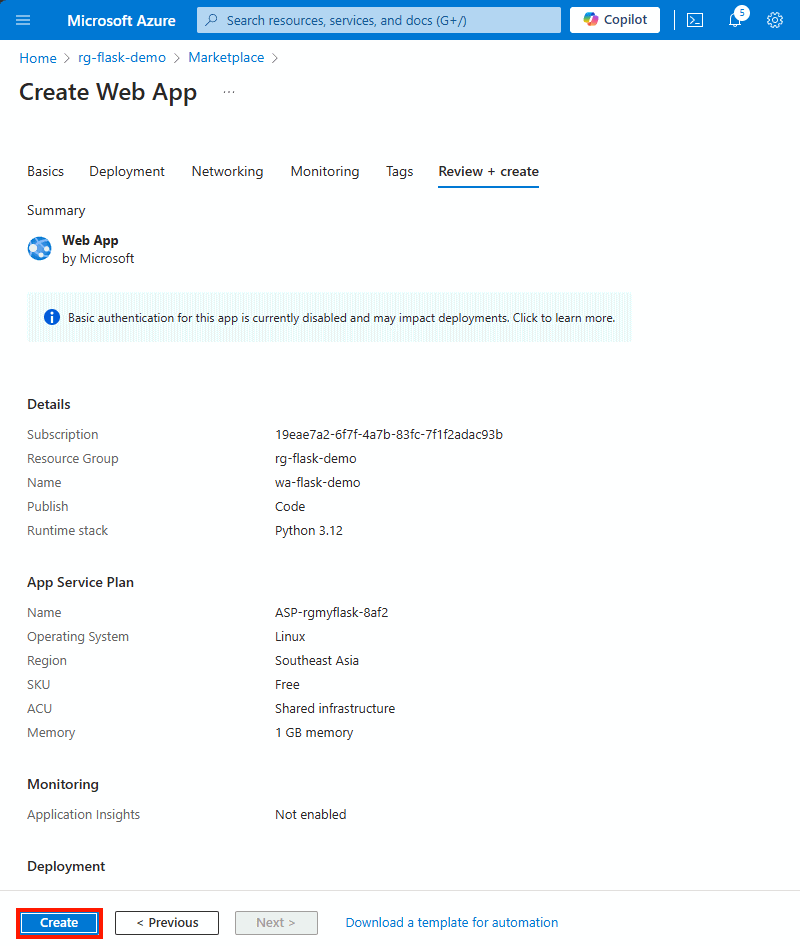 Microsoft Azure
Search resources, services, and docs (G+/)
Copilot
5
Home > rg-flask-demo > Marketplace >
Create Web App ...
Basics Deployment Networking Monitoring Tags Review + create
Summary
Web App
by Microsoft
Basic authentication for this app is currently disabled and may impact deployments. Click to learn more.
Details
Subscription 19eae7a2-6f7f-4a7b-83fc-7f1f2adac93b
Resource Group rg-flask-demo
Name wa-flask-demo
Publish Code
Runtime stack Python 3.12
App Service Plan
Name ASP-rgmyflask-8af2
Operating System Linux
Region Southeast Asia
SKU Free
ACU Shared infrastructure
Memory 1 GB memory
Monitoring
Application Insights Not enabled
Deployment
Create < Previous Next > Download a template for automation